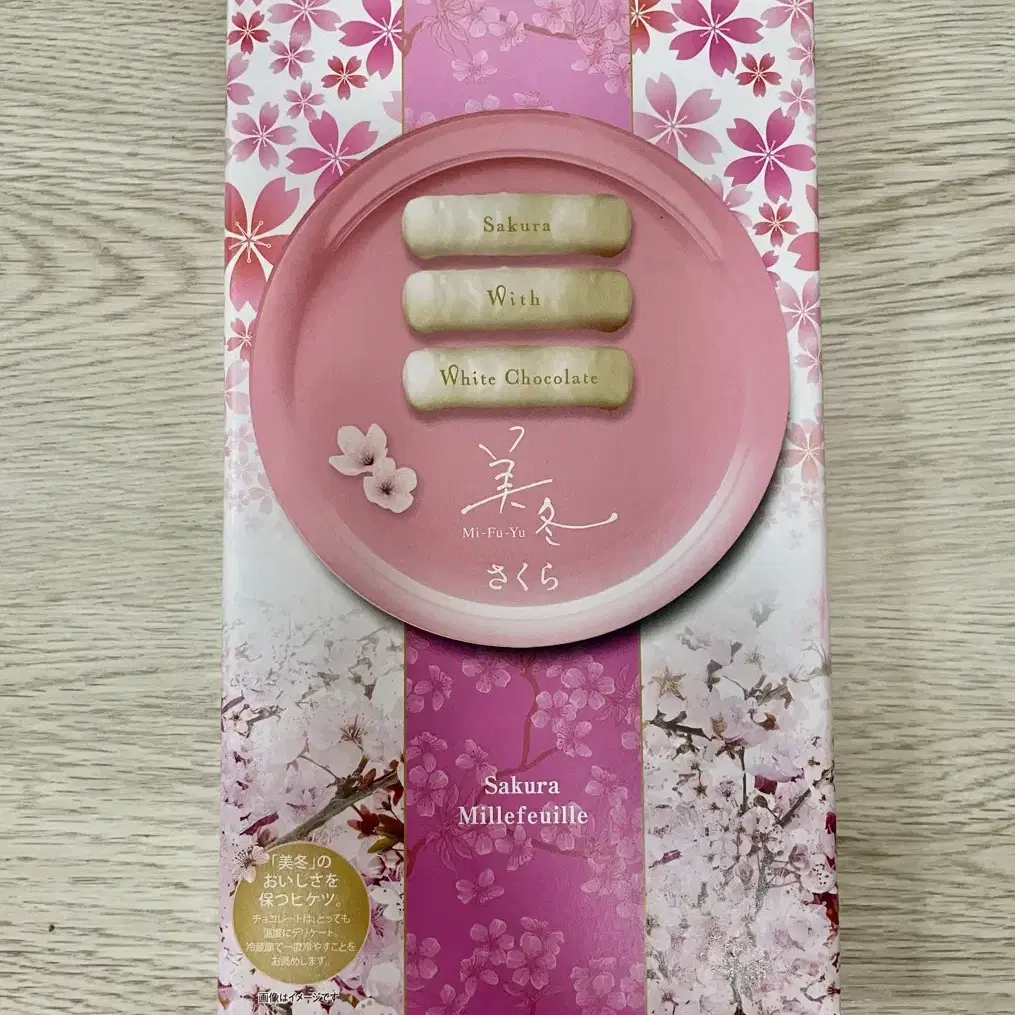 Sakura
With
White Chocolate
美冬
Mi-Fu-Yu
さくら
Sakura
Millefeuille
「美冬」の
おいしさを
保つヒケツ。
チョコレートは、とっても
温度にデリケート。
冷蔵庫で一度冷やすことを
お薦めします。
画像はイメージです